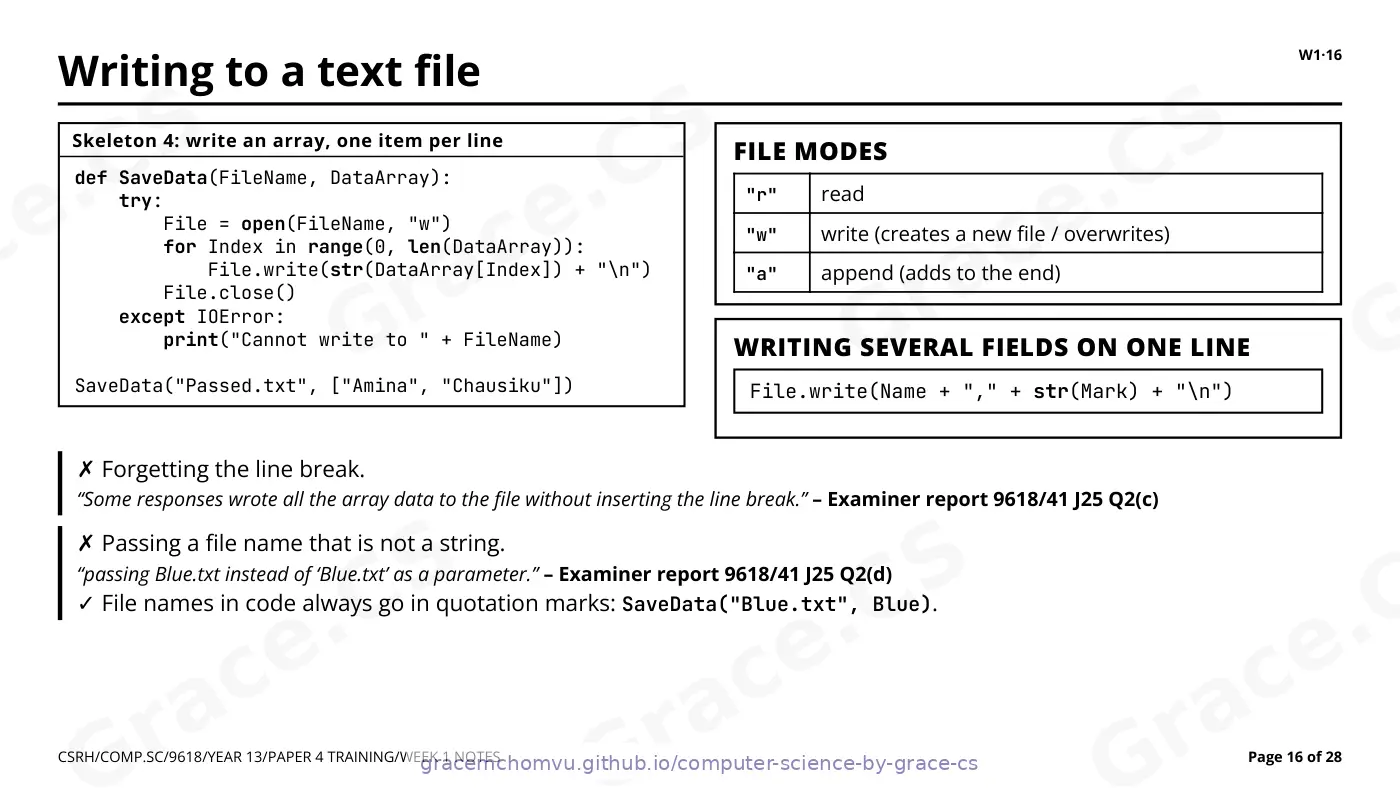 Writing to a text file
W1·16
Skeleton 4: write an array, one item per line
def SaveData(FileName, DataArray):
    try:
        File = open(FileName, "w")
        for Index in range(0, len(DataArray)):
            File.write(str(DataArray[Index]) + "\n")
        File.close()
    except IOError:
        print("Cannot write to " + FileName)
SaveData("Passed.txt", ["Amina", "Chausiku"])
FILE MODES
"r" read
"w" write (creates a new file / overwrites)
"a" append (adds to the end)
WRITING SEVERAL FIELDS ON ONE LINE
File.write(Name + "," + str(Mark) + "\n")
✗ Forgetting the line break.
“Some responses wrote all the array data to the file without inserting the line break.” – Examiner report 9618/41 J25 Q2(c)
✗ Passing a file name that is not a string.
“passing Blue.txt instead of ‘Blue.txt’ as a parameter.” – Examiner report 9618/41 J25 Q2(d)
✓ File names in code always go in quotation marks: SaveData("Blue.txt", Blue).
CSRH/COMP.SC/9618/YEAR 13/PAPER 4 TRAINING/WEEK 1 NOTES
gracemchomvu.github.io/computer-science-by-grace-cs
Page 16 of 28
Grace.cs